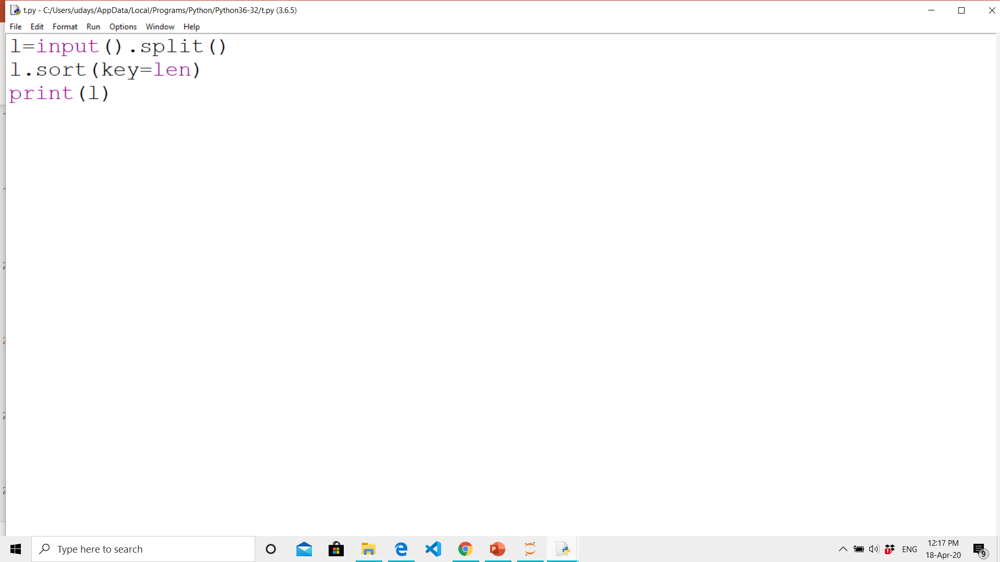 t.py - C:/Users/udays/AppData/Local/Programs/Python/Python36-32/t.py (3.6.5)
File Edit Format Run Options Window Help
l=input().split()
l.sort(key=len)
print(l)
Type here to search
P
1
ENG
12:17 PM
18-Apr-20
9